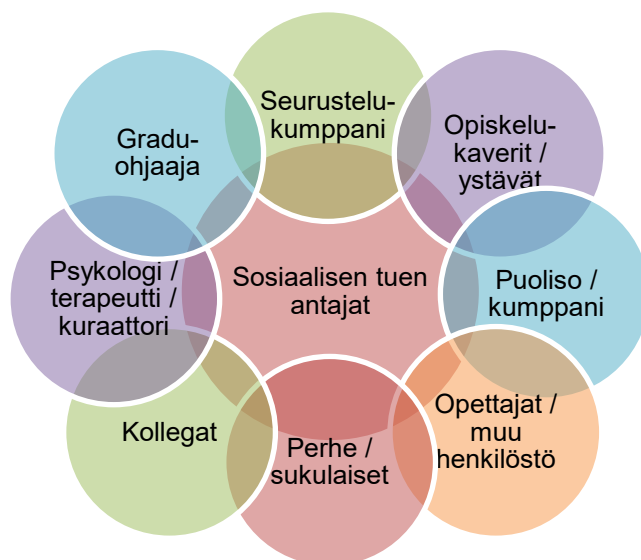 Seurustelu-
kumppani
Opiskelu-
kaverit /
ystävät
Puoliso /
kumppani
Opettajat /
muu
henkilöstö
Perhe /
sukulaiset
Kollegat
Psykologi /
terapeutti /
kuraattori
Gradu-
ohjaaja
Sosiaalisen tuen
antajat